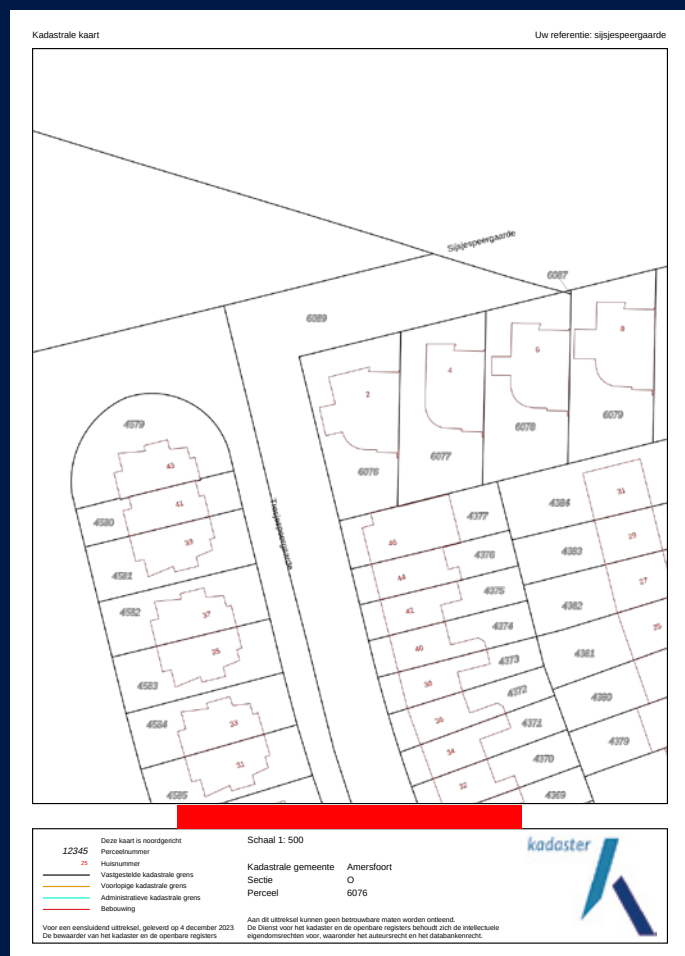 Kadastrale kaart
Uw referentie: sijsjespeergaarde
Sijsjespeergaarde
6087
6089
8
6
4
2
4579
6079
6078
6077
6076
43
41
39
4580
4581
4582
37
35
4583
4584
33
31
4585
4377
4384
31
46
4376
4383
29
44
4375
27
42
4374
4382
25
40
4373
4381
38
4372
4380
36
4371
4379
34
4370
32
4369
Deze kaart is noordgericht
12345 Perceelnummer
25 Huisnummer
Vastgestelde kadastrale grens
Voorlopige kadastrale grens
Administratieve kadastrale grens
Bebouwing
Voor een eensluidend uittreksel, geleverd op 4 december 2023
De bewaarder van het kadaster en de openbare registers
Schaal 1: 500
Kadastrale gemeente Amersfoort
Sectie O
Perceel 6076
Aan dit uittreksel kunnen geen betrouwbare maten worden ontleend.
De Dienst voor het kadaster en de openbare registers behoudt zich de intellectuele
eigendomsrechten voor, waaronder het auteursrecht en het databankenrecht.
kadaster